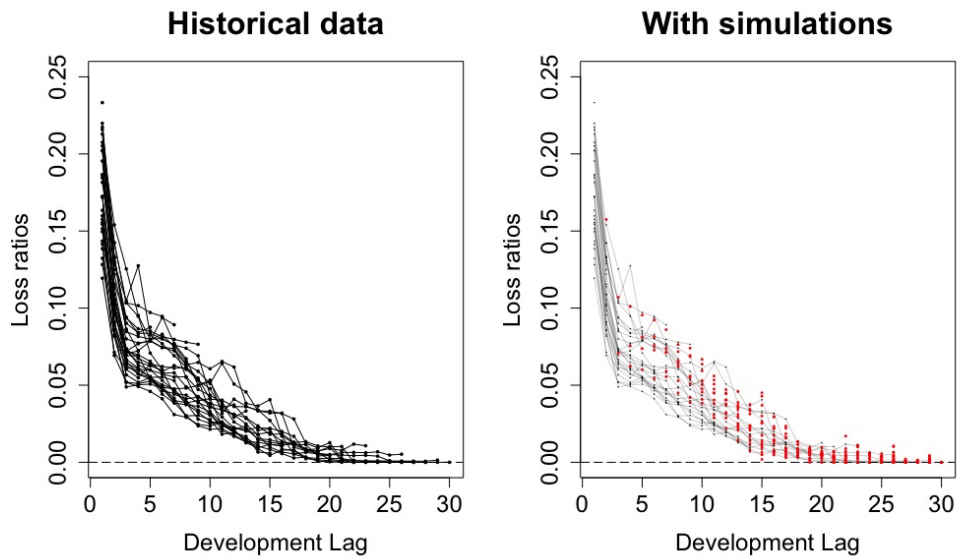 Historical data
0.25
0.20
0.15
0.10
0.05
0.00
Loss ratios
0 5 10 15 20 25 30
Development Lag
With simulations
0.25
0.20
0.15
0.10
0.05
0.00
Loss ratios
0 5 10 15 20 25 30
Development Lag